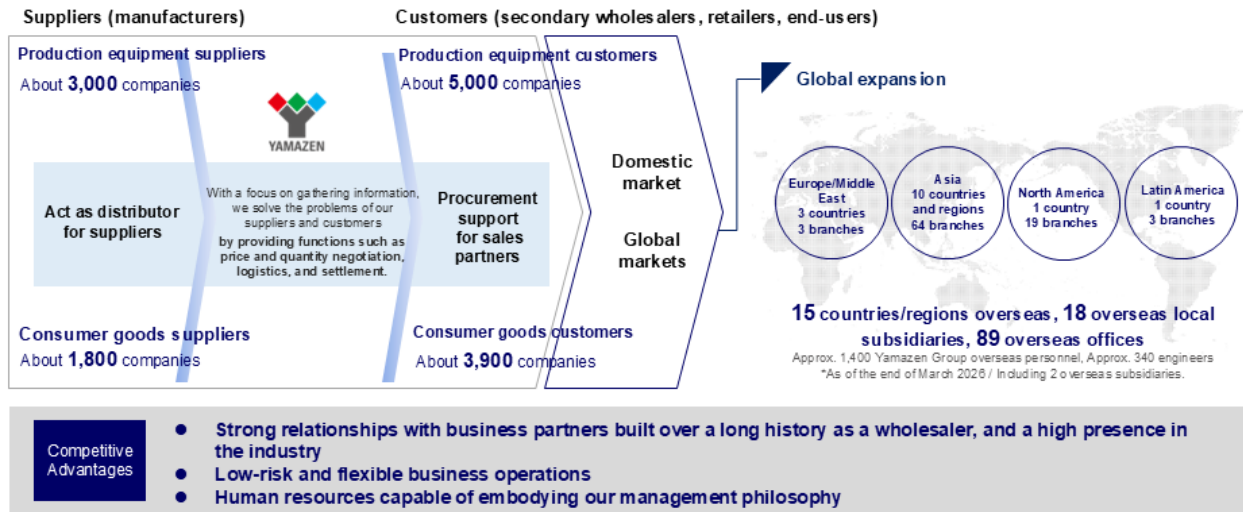 Suppliers (manufacturers)
Customers (secondary wholesalers, retailers, end-users)
Production equipment suppliers
About 3,000 companies
YAMAZEN
Production equipment customers
About 5,000 companies
Act as distributor
for suppliers
With a focus on gathering information,
we solve the problems of our
suppliers and customers
by providing functions such as
price and quantity negotiation,
logistics, and settlement.
Procurement
support
for sales
partners
Consumer goods suppliers
About 1,800 companies
Consumer goods customers
About 3,900 companies
Domestic
market
Global
markets
Global expansion
Europe/Middle
East
3 countries
3 branches
Asia
10 countries
and regions
64 branches
North America
1 country
19 branches
Latin America
1 country
3 branches
15 countries/regions overseas, 18 overseas local
subsidiaries, 89 overseas offices
Approx. 1,400 Yamazen Group overseas personnel, Approx. 340 engineers
*As of the end of March 2026 / Including 2 overseas subsidiaries.
Competitive
Advantages
● Strong relationships with business partners built over a long history as a wholesaler, and a high presence in
the industry
● Low-risk and flexible business operations
● Human resources capable of embodying our management philosophy